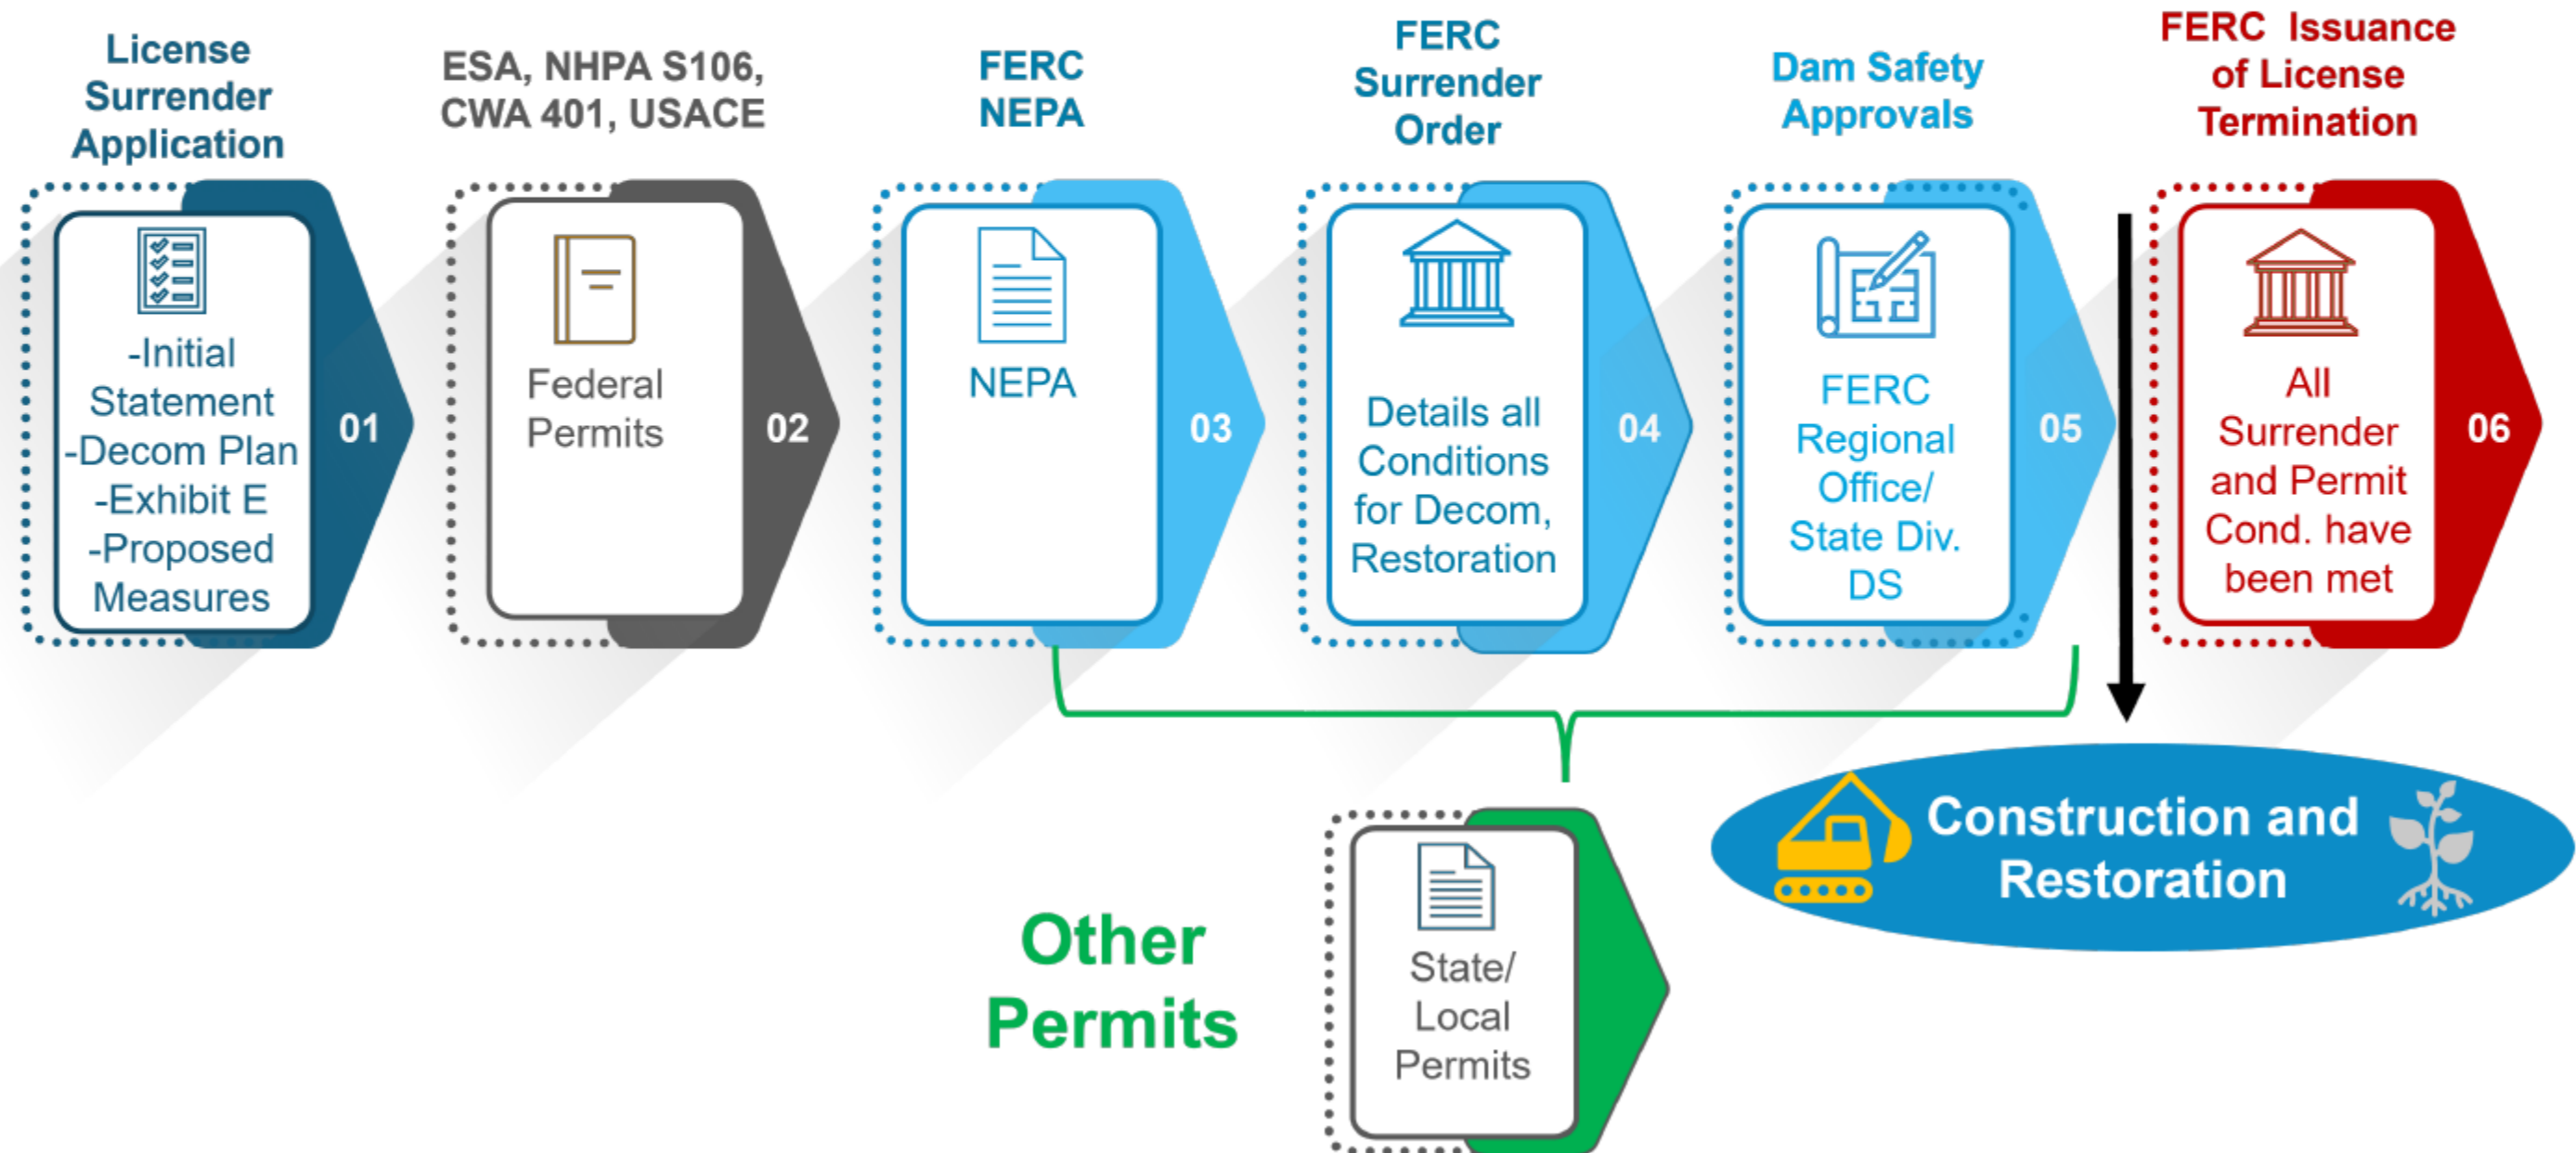 License
Surrender
Application
-Initial
Statement
-Decom Plan
-Exhibit E
-Proposed
Measures
01
ESA, NHPA S106,
CWA 401, USACE
Federal
Permits
02
FERC
NEPA
NEPA
03
FERC
Surrender
Order
Details all
Conditions
for Decom,
Restoration
04
Dam Safety
Approvals
FERC
Regional
Office/
State Div.
DS
05
FERC Issuance
of License
Termination
All
Surrender
and Permit
Cond. have
been met
06
Other
Permits
State/
Local
Permits
Construction and
Restoration